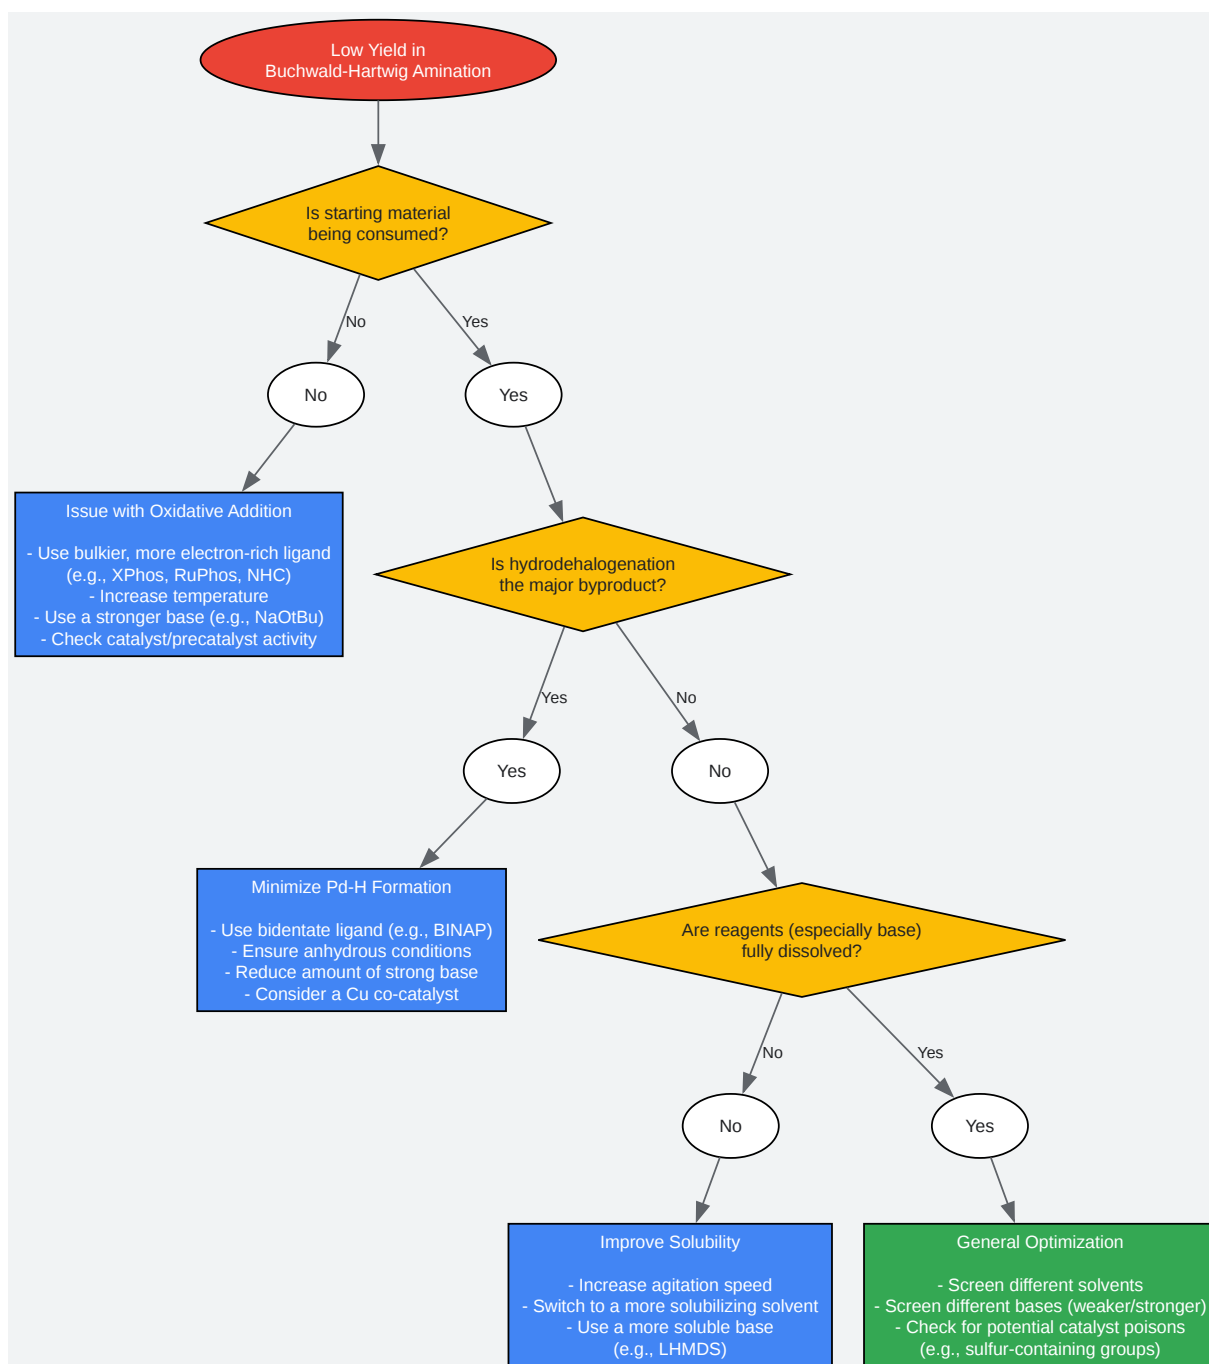 Low Yield in
Buchwald-Hartwig Amination
Is starting material
being consumed?
No
Yes
No
Yes
Issue with Oxidative Addition
- Use bulkier, more electron-rich ligand
(e.g., XPhos, RuPhos, NHC)
- Increase temperature
- Use a stronger base (e.g., NaOtBu)
- Check catalyst/precatalyst activity
Is hydrodehalogenation
the major byproduct?
Yes
No
Yes
No
Minimize Pd-H Formation
- Use bidentate ligand (e.g., BINAP)
- Ensure anhydrous conditions
- Reduce amount of strong base
- Consider a Cu co-catalyst
Are reagents (especially base)
fully dissolved?
No
Yes
No
Yes
Improve Solubility
- Increase agitation speed
- Switch to a more solubilizing solvent
- Use a more soluble base
(e.g., LHMDS)
General Optimization
- Screen different solvents
- Screen different bases (weaker/stronger)
- Check for potential catalyst poisons
(e.g., sulfur-containing groups)